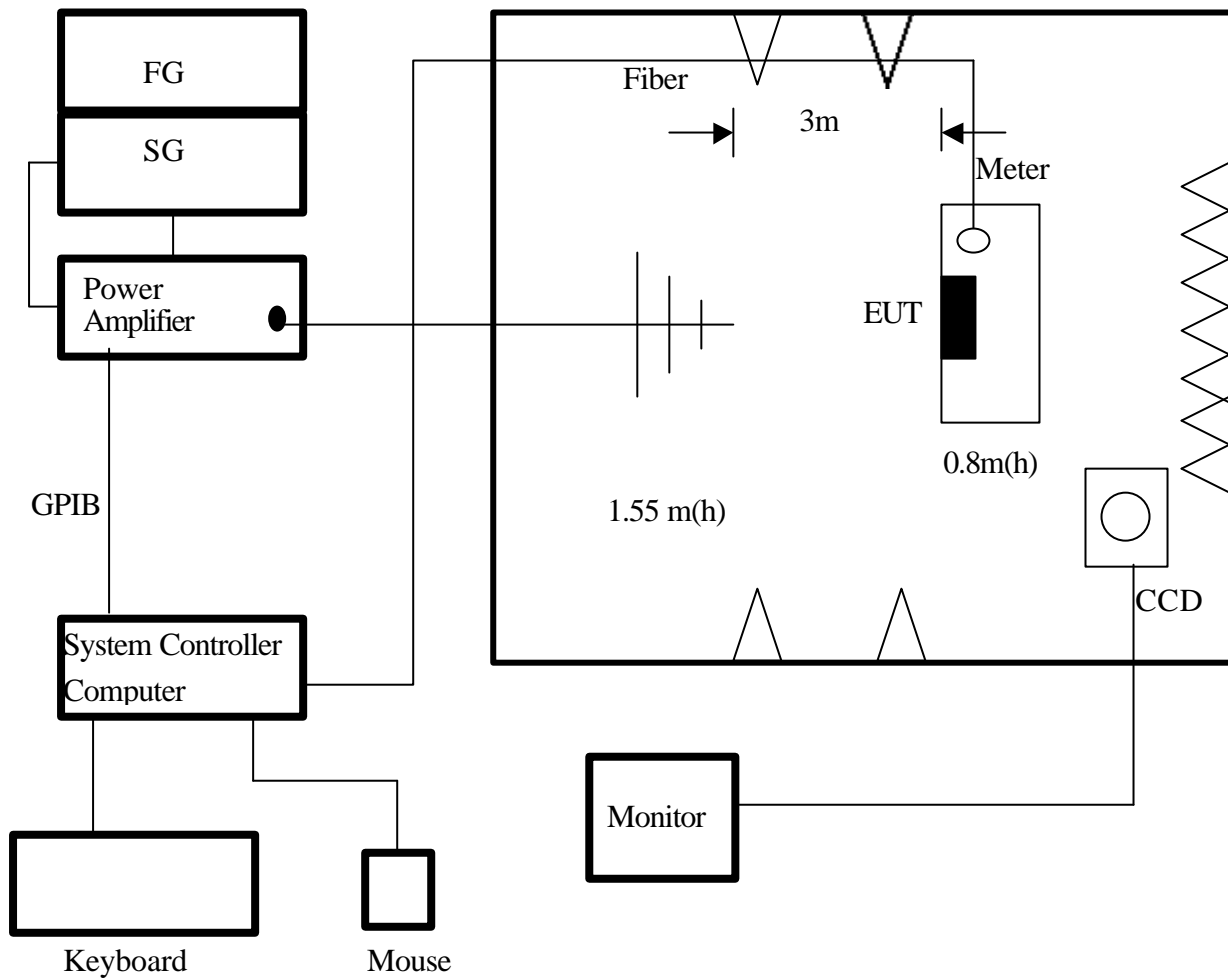 FG
SG
Power
Amplifier
GPIB
System Controller
Computer
Keyboard
Mouse
Fiber
3m
Meter
EUT
0.8m(h)
1.55 m(h)
CCD
Monitor